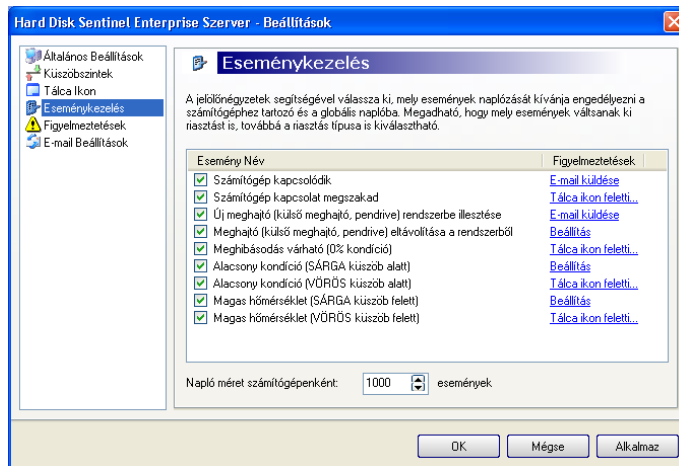 Hard Disk Sentinel Enterprise Szerver - Beállítások
Általános Beállítások
Küszöbszintek
Tálca Ikon
Eseménykezelés
Figyelmeztetések
E-mail Beállítások
Eseménykezelés
A jelölőnégyzetek segítségével válassza ki, mely események naplózását kívánja engedélyezni a
számítógéphez tartozó és a globális naplóba. Megadható, hogy mely események váltsanak ki
riasztást is, továbbá a riasztás típusa is kiválasztható.
Esemény Név Figyelmeztetések
Számítógép kapcsolódik E-mail küldése
Számítógép kapcsolat megszakad Tálca ikon feletti...
Új meghajtó (külső meghajtó, pendrive) rendszerbe illesztése E-mail küldése
Meghajtó (külső meghajtó, pendrive) eltávolítása a rendszerből Beállítás
Meghibásodás várható (0% kondíció) Tálca ikon feletti...
Alacsony kondíció (SÁRGA küszöb alatt) Beállítás
Alacsony kondíció (VÖRÖS küszöb alatt) Tálca ikon feletti...
Magas hőmérséklet (SÁRGA küszöb felett) Beállítás
Magas hőmérséklet (VÖRÖS küszöb felett) Tálca ikon feletti...
Napló méret számítógépenként: 1000 események
OK Mégse Alkalmaz